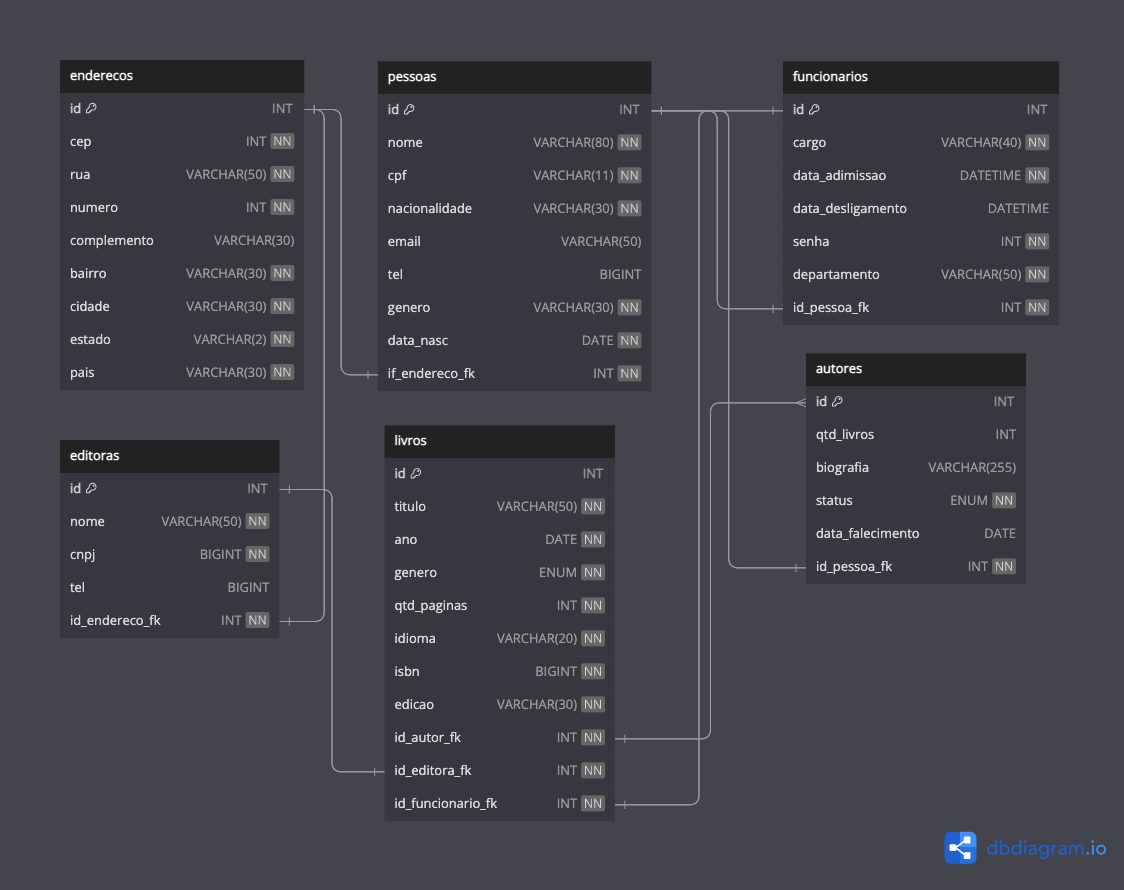 enderecos
id INT
cep INT NN
rua VARCHAR(50) NN
numero INT NN
complemento VARCHAR(30)
bairro VARCHAR(30) NN
cidade VARCHAR(30) NN
estado VARCHAR(2) NN
pais VARCHAR(30) NN
pessoas
id INT
nome VARCHAR(80) NN
cpf VARCHAR(11) NN
nacionalidade VARCHAR(30) NN
email VARCHAR(50)
tel BIGINT
genero VARCHAR(30) NN
data_nasc DATE NN
if_endereco_fk INT NN
funcionarios
id INT
cargo VARCHAR(40) NN
data_adimissao DATETIME NN
data_desligamento DATETIME
senha INT NN
departamento VARCHAR(50) NN
id_pessoa_fk INT NN
autores
id INT
qtd_livros INT
biografia VARCHAR(255)
status ENUM NN
data_falecimento DATE
id_pessoa_fk INT NN
editoras
id INT
nome VARCHAR(50) NN
cnpj BIGINT NN
tel BIGINT
id_endereco_fk INT NN
livros
id INT
titulo VARCHAR(50) NN
ano DATE NN
genero ENUM NN
qtd_paginas INT NN
idioma VARCHAR(20) NN
isbn BIGINT NN
edicao VARCHAR(30) NN
id_autor_fk INT NN
id_editora_fk INT NN
id_funcionario_fk INT NN
dbdiagram.io